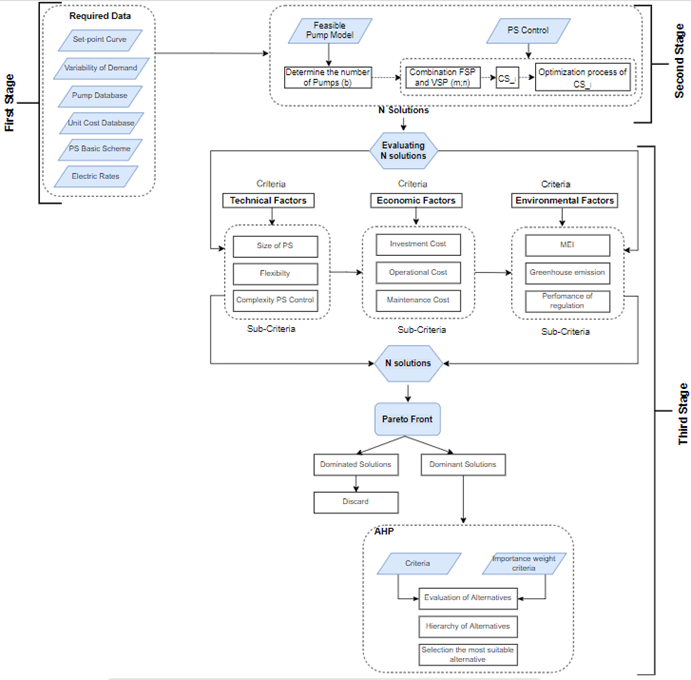 First Stage
Required Data
Set-point Curve
Variability of Demand
Pump Database
Unit Cost Database
PS Basic Scheme
Electric Rates
Second Stage
Feasible
Pump Model
PS Control
Determine the number
of Pumps (b)
Combination FSP
and VSP (m;n)
CS_i
Optimization process of
CS_i
N Solutions
Third Stage
Evaluating
N solutions
Criteria
Technical Factors
Size of PS
Flexibilty
Complexity PS Control
Sub-Criteria
Criteria
Economic Factors
Investment Cost
Operational Cost
Maintenance Cost
Sub-Criteria
Criteria
Environmental Factors
MEI
Greenhouse emission
Perfomance of
regulation
Sub-Criteria
N solutions
Pareto Front
Dominated Solutions
Dominant Solutions
Discard
AHP
Criteria
Importance weight
criteria
Evaluation of Alternatives
Hierarchy of Alternatives
Selection the most suitable
alternative